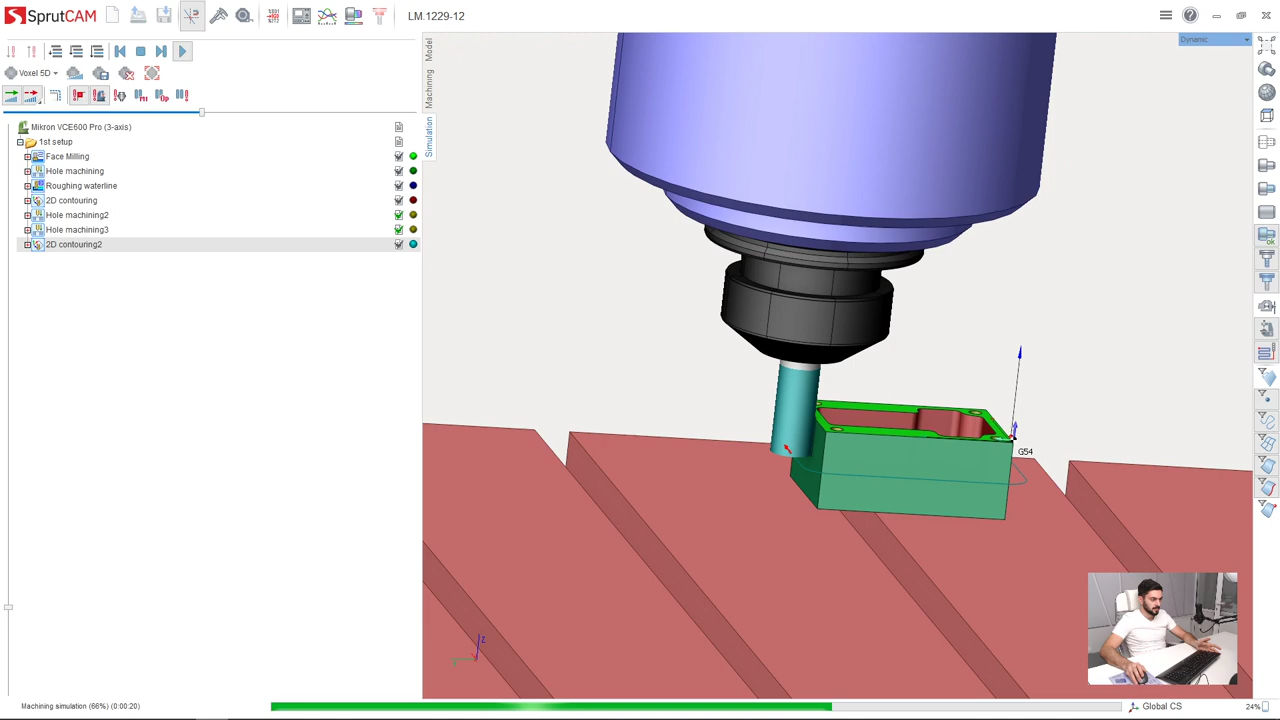 SprutCAM
LM.1229-12
Dynamic
Voxel 5D
Model
Machining
Simulation
Mikron VCE600 Pro (3-axis)
1st setup
Face Milling
Hole machining
Roughing waterline
2D contouring
Hole machining2
Hole machining3
2D contouring2
G54
Z
Machining simulation (66%) (0:00:20)
Global CS
24%